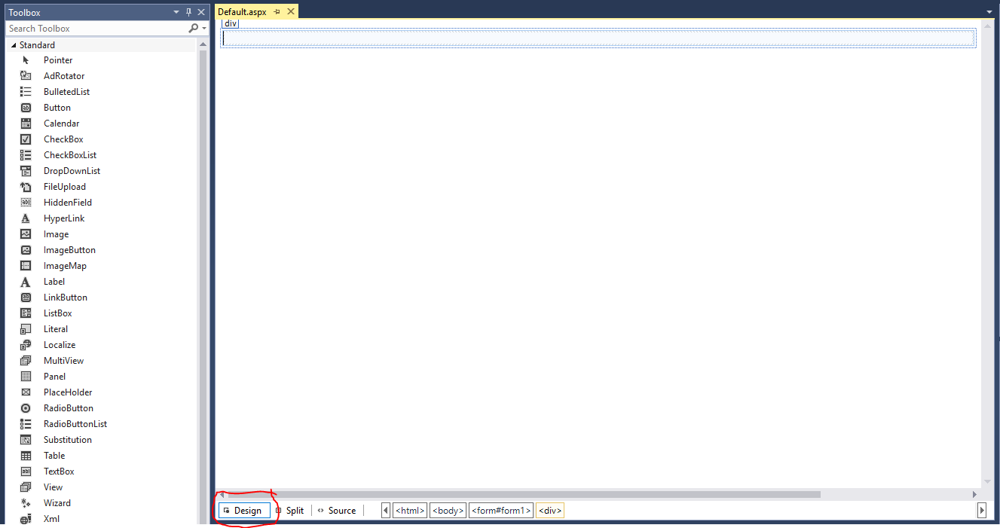 Toolbox
Search Toolbox
Standard
Pointer
AdRotator
BulletedList
Button
Calendar
CheckBox
CheckBoxList
DropDownList
FileUpload
HiddenField
HyperLink
Image
ImageButton
ImageMap
Label
LinkButton
ListBox
Literal
Localize
MultiView
Panel
PlaceHolder
RadioButton
RadioButtonList
Substitution
Table
TextBox
View
Wizard
Xml
Default.aspx
div
Design Split Source <html> <body> <form#form1> <div>